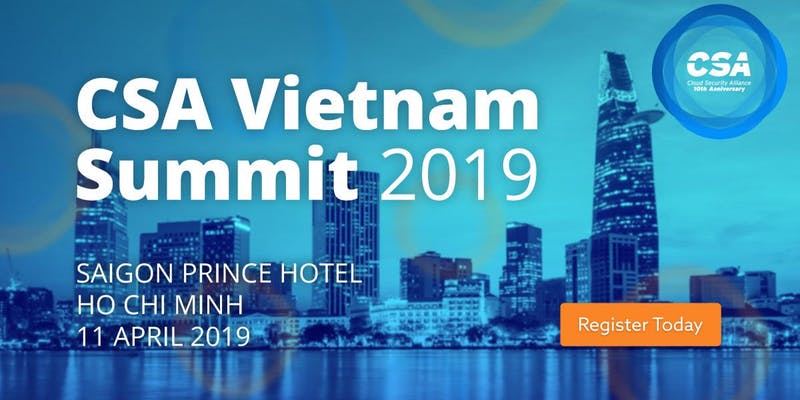 CSA
Cloud Security Alliance
10th Anniversary
CSA Vietnam
Summit 2019
SAIGON PRINCE HOTEL
HO CHI MINH
11 APRIL 2019
Register Today